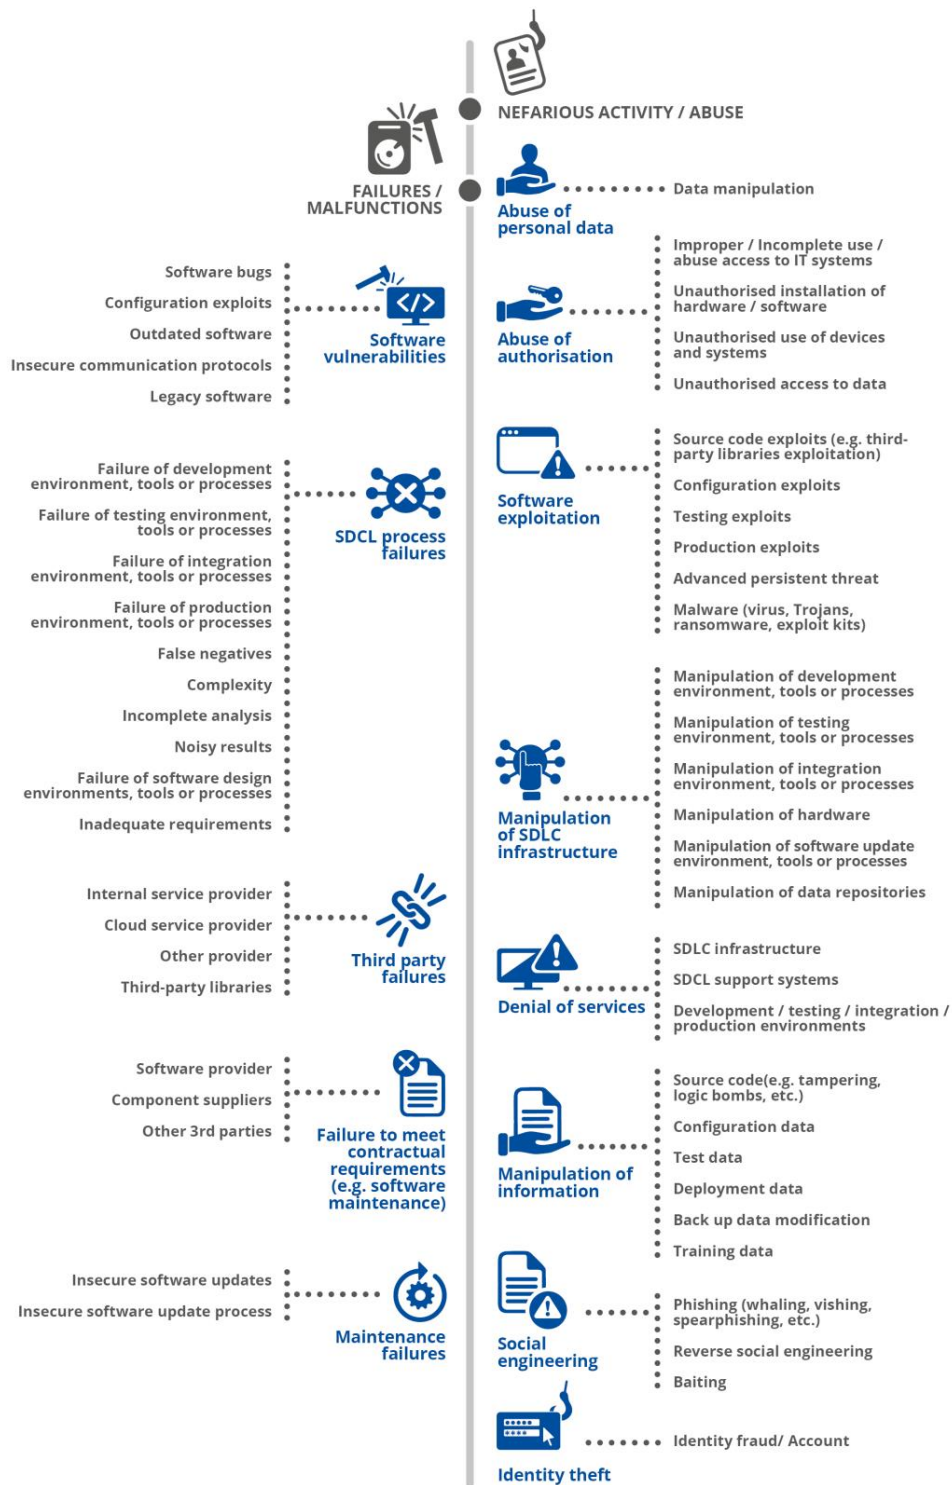 NEFARIOUS ACTIVITY / ABUSE
FAILURES /
MALFUNCTIONS
Software bugs
Configuration exploits
Outdated software
Insecure communication protocols
Legacy software
Software
vulnerabilities
Failure of development
environment, tools or processes
Failure of testing environment,
tools or processes
Failure of integration
environment, tools or processes
Failure of production
environment, tools or processes
False negatives
Complexity
Incomplete analysis
Noisy results
Failure of software design
environments, tools or processes
Inadequate requirements
SDCL process
failures
Internal service provider
Cloud service provider
Other provider
Third-party libraries
Third party
failures
Software provider
Component suppliers
Other 3rd parties
Failure to meet
contractual
requirements
(e.g. software
maintenance)
Insecure software updates
Insecure software update process
Maintenance
failures
Abuse of
personal data
Data manipulation
Abuse of
authorisation
Improper / Incomplete use /
abuse access to IT systems
Unauthorised installation of
hardware / software
Unauthorised use of devices
and systems
Unauthorised access to data
Software
exploitation
Source code exploits (e.g. third-
party libraries exploitation)
Configuration exploits
Testing exploits
Production exploits
Advanced persistent threat
Malware (virus, Trojans,
ransomware, exploit kits)
Manipulation
of SDLC
infrastructure
Manipulation of development
environment, tools or processes
Manipulation of testing
environment, tools or processes
Manipulation of integration
environment, tools or processes
Manipulation of hardware
Manipulation of software update
environment, tools or processes
Manipulation of data repositories
Denial of services
SDLC infrastructure
SDCL support systems
Development / testing / integration /
production environments
Manipulation of
information
Source code(e.g. tampering,
logic bombs, etc.)
Configuration data
Test data
Deployment data
Back up data modification
Training data
Social
engineering
Phishing (whaling, vishing,
spearphishing, etc.)
Reverse social engineering
Baiting
Identity theft
Identity fraud/ Account